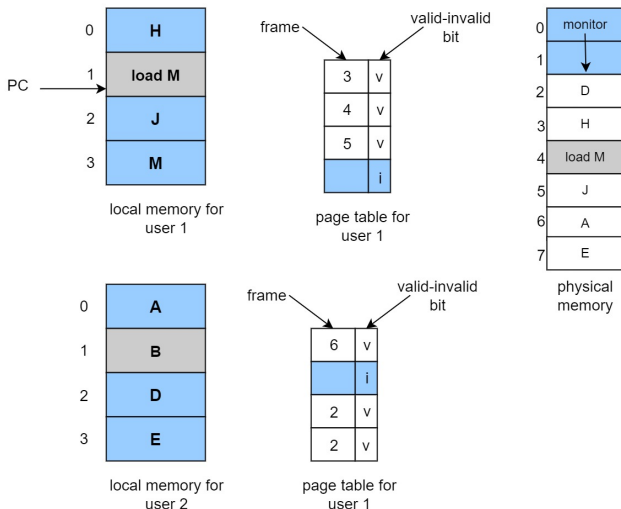 0 H
1 load M
PC
2 J
3 M
local memory for
user 1
frame
valid-invalid
bit
3 v
4 v
5 v
i
page table for
user 1
0 monitor
1
2 D
3 H
4 load M
5 J
6 A
7 E
physical
memory
0 A
1 B
2 D
3 E
local memory for
user 2
frame
valid-invalid
bit
6 v
i
2 v
2 v
page table for
user 1